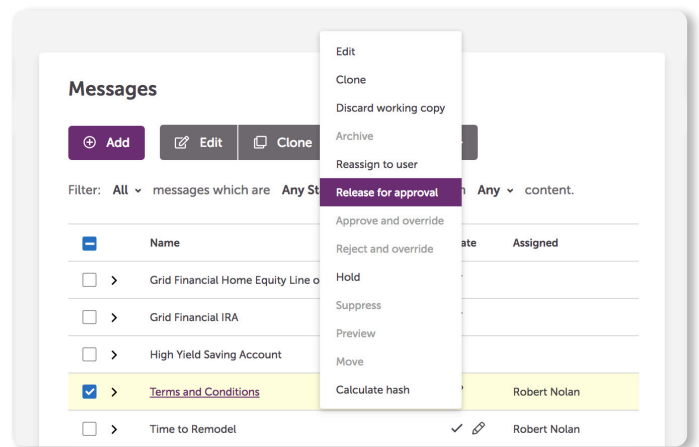 Messages
Add
Edit
Clone
Filter: All messages which are Any St
Any content.
Name
ate
Assigned
Grid Financial Home Equity Line o
Grid Financial IRA
High Yield Saving Account
Terms and Conditions
Robert Nolan
Time to Remodel
Robert Nolan
Edit
Clone
Discard working copy
Archive
Reassign to user
Release for approval
Approve and override
Reject and override
Hold
Suppress
Preview
Move
Calculate hash